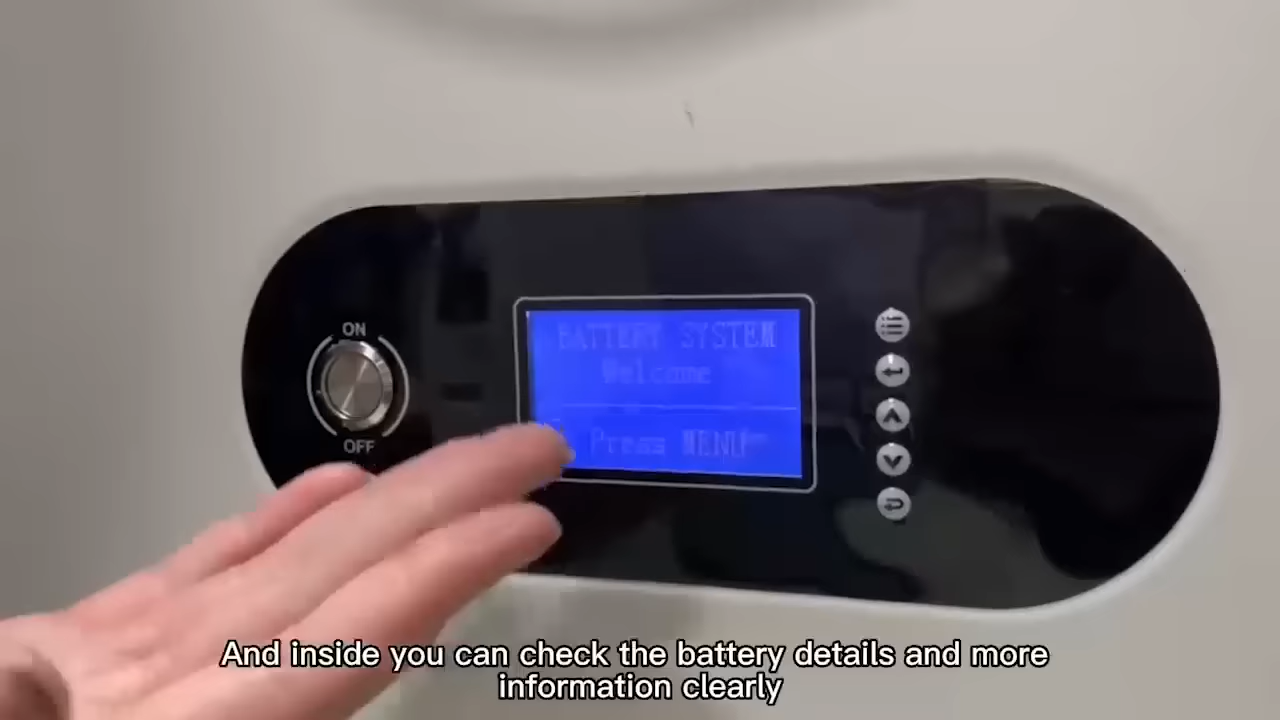 ON
OFF
BATTERY SYSTEM
Welcome
Press MENU
And inside you can check the battery details and more
information clearly